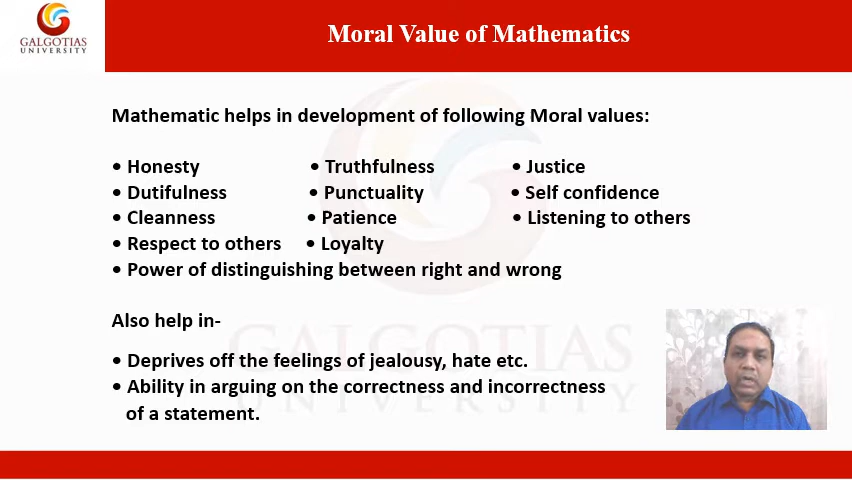 GALGOTIAS
UNIVERSITY
Moral Value of Mathematics
Mathematic helps in development of following Moral values:
• Honesty • Truthfulness • Justice
• Dutifulness • Punctuality • Self confidence
• Cleanness • Patience • Listening to others
• Respect to others • Loyalty
• Power of distinguishing between right and wrong
Also help in-
• Deprives off the feelings of jealousy, hate etc.
• Ability in arguing on the correctness and incorrectness
of a statement.
GALGOTIAS
UNIVERSITY